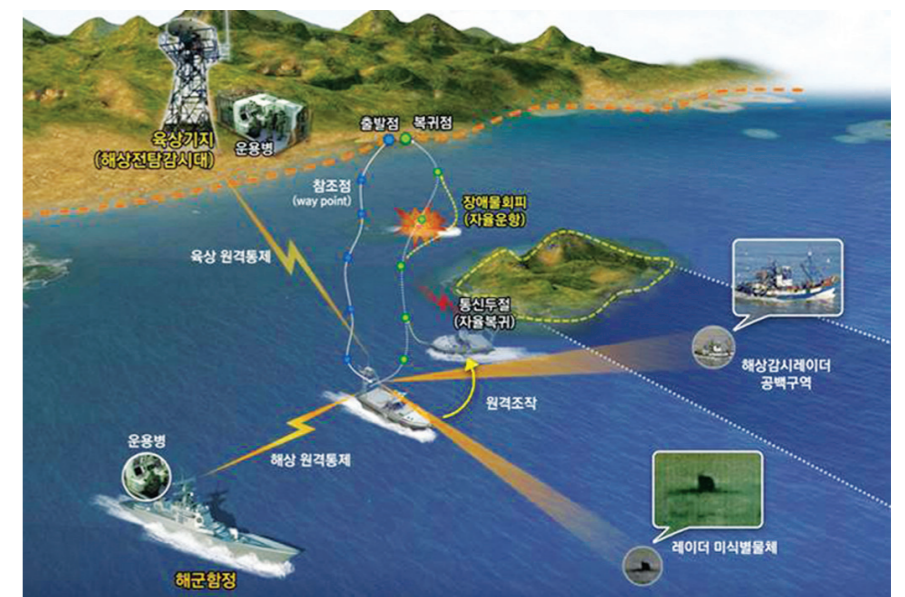 출발점
복귀점
육상기지
(해상전탐감시대)
운용병
참조점
(way point)
장애물회피
(자율운항)
육상 원격통제
통신두절
(자율복귀)
해상감시레이더
공백구역
원격조작
운용병
해상 원격통제
레이더 미식별물체
해군함정